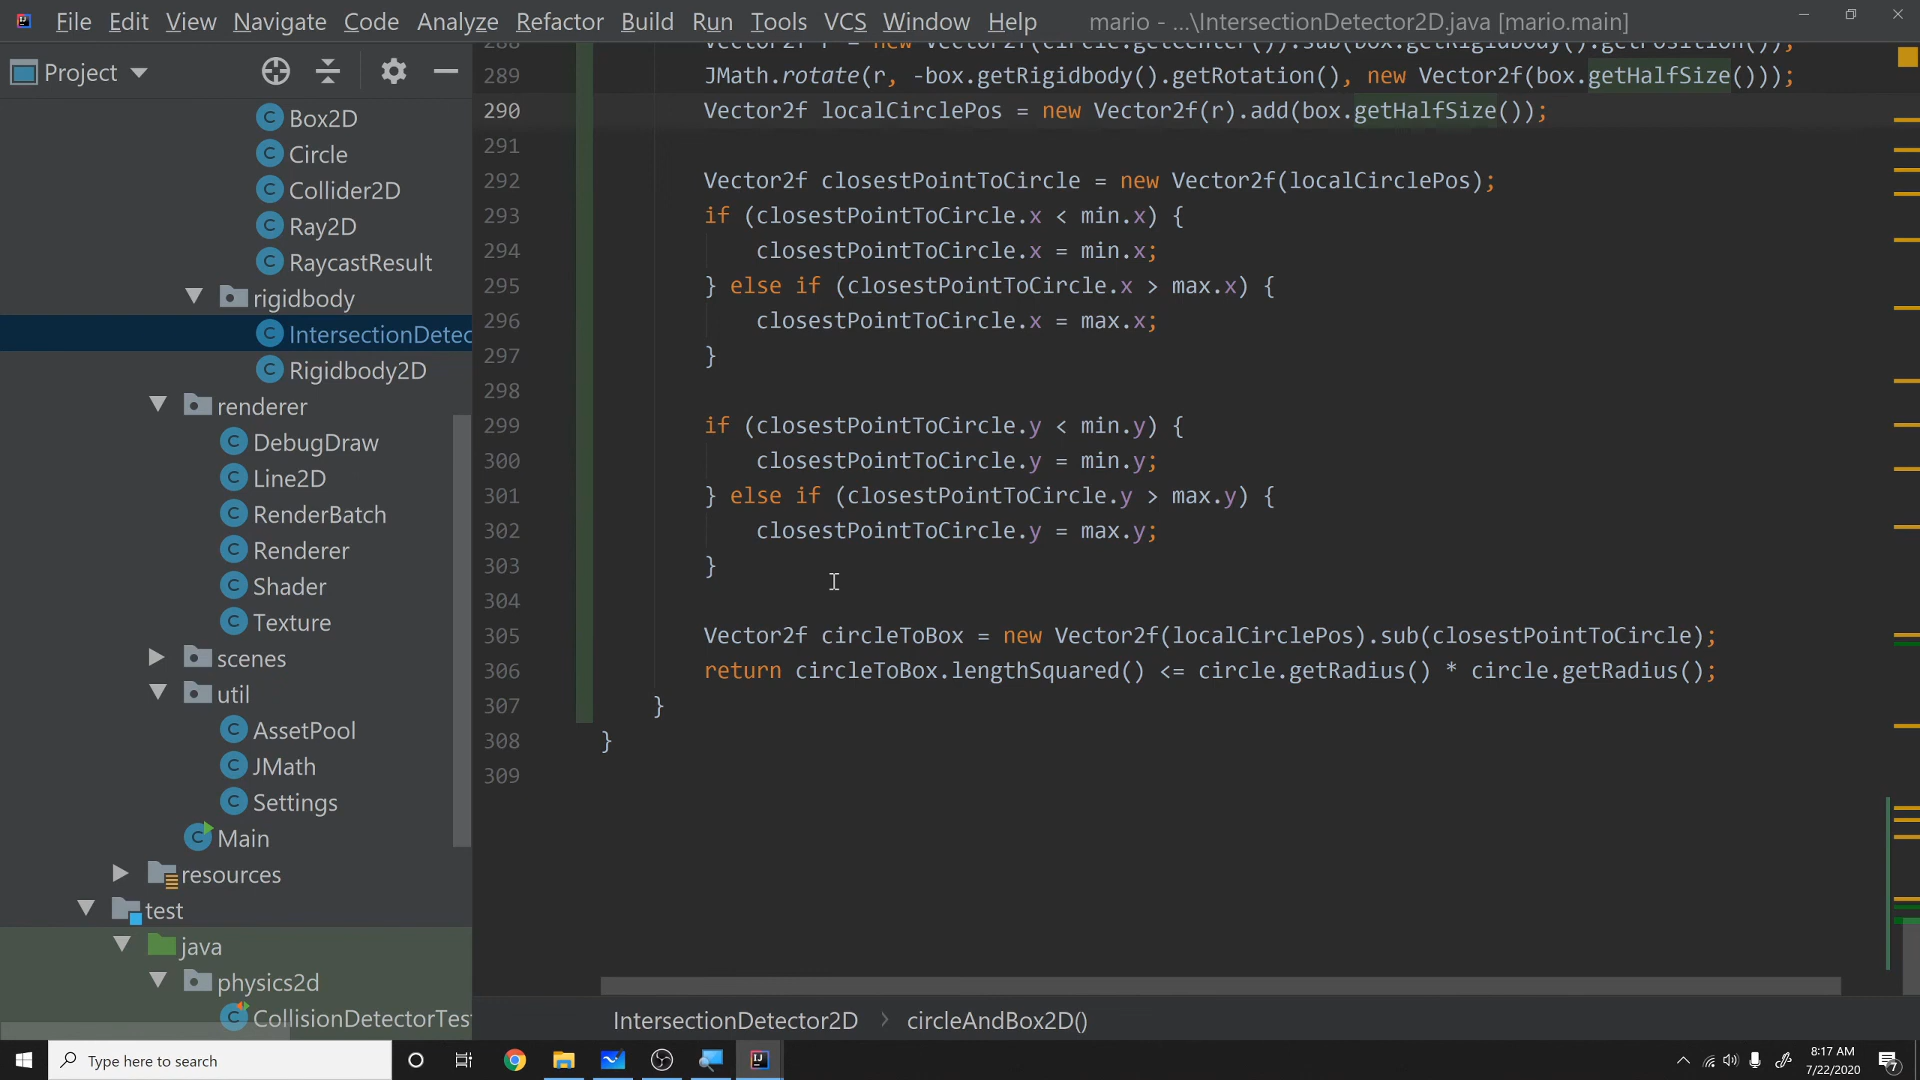 File Edit View Navigate Code Analyze Refactor Build Run Tools VCS Window Help mario - ...\IntersectionDetector2D.java [mario.main]
Project
Box2D
Circle
Collider2D
Ray2D
RaycastResult
rigidbody
IntersectionDetec
Rigidbody2D
renderer
DebugDraw
Line2D
RenderBatch
Renderer
Shader
Texture
scenes
util
AssetPool
JMath
Settings
Main
resources
test
java
physics2d
CollisionDetectorTes
288 Vector2f r = new Vector2f(circle.getCenter()).sub(box.getRigidbody().getPosition());
289 JMath.rotate(r, -box.getRigidbody().getRotation(), new Vector2f(box.getHalfSize()));
290 Vector2f localCirclePos = new Vector2f(r).add(box.getHalfSize());
291
292 Vector2f closestPointToCircle = new Vector2f(localCirclePos);
293 if (closestPointToCircle.x < min.x) {
294 closestPointToCircle.x = min.x;
295 } else if (closestPointToCircle.x > max.x) {
296 closestPointToCircle.x = max.x;
297 }
298
299 if (closestPointToCircle.y < min.y) {
300 closestPointToCircle.y = min.y;
301 } else if (closestPointToCircle.y > max.y) {
302 closestPointToCircle.y = max.y;
303 }
304
305 Vector2f circleToBox = new Vector2f(localCirclePos).sub(closestPointToCircle);
306 return circleToBox.lengthSquared() <= circle.getRadius() * circle.getRadius();
307 }
308 }
309
IntersectionDetector2D > circleAndBox2D()
Type here to search
8:17 AM
7/22/2020
7